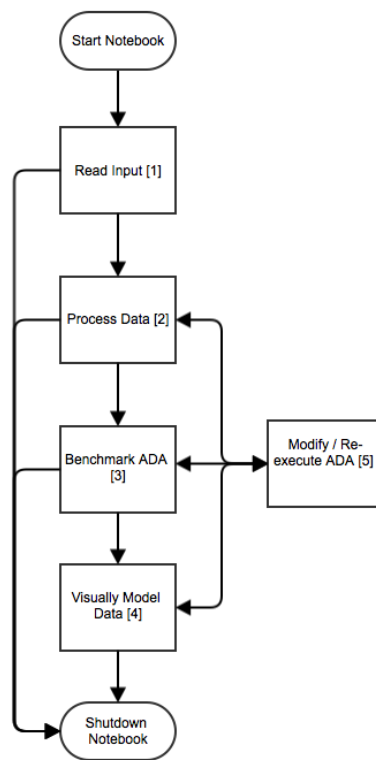 Start Notebook
Read Input [1]
Process Data [2]
Benchmark ADA
[3]
Modify / Re-
execute ADA [5]
Visually Model
Data [4]
Shutdown
Notebook